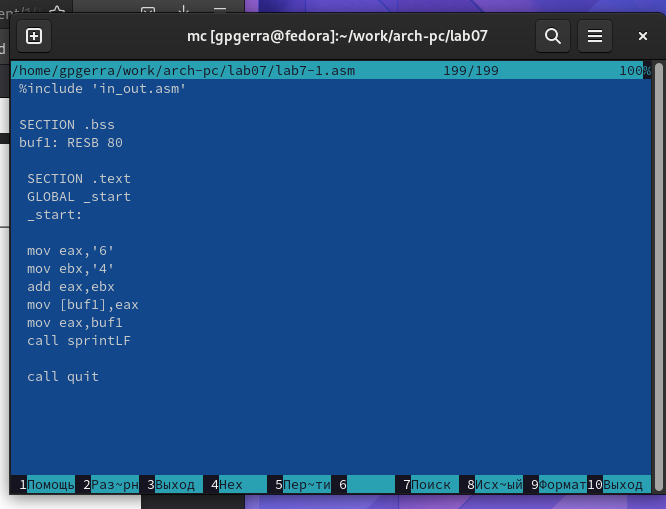 mc [gpgerra@fedora]:~/work/arch-pc/lab07
/home/gpgerra/work/arch-pc/lab07/lab7-1.asm 199/199 100%
%include 'in_out.asm'
SECTION .bss
buf1: RESB 80
SECTION .text
GLOBAL _start
_start:
mov eax,'6'
mov ebx,'4'
add eax,ebx
mov [buf1],eax
mov eax,buf1
call sprintLF
call quit
1Помощь 2Раз~рн 3Выход 4Hex 5Пер~ти 6 7Поиск 8Исх~ый 9Формат 10Выход